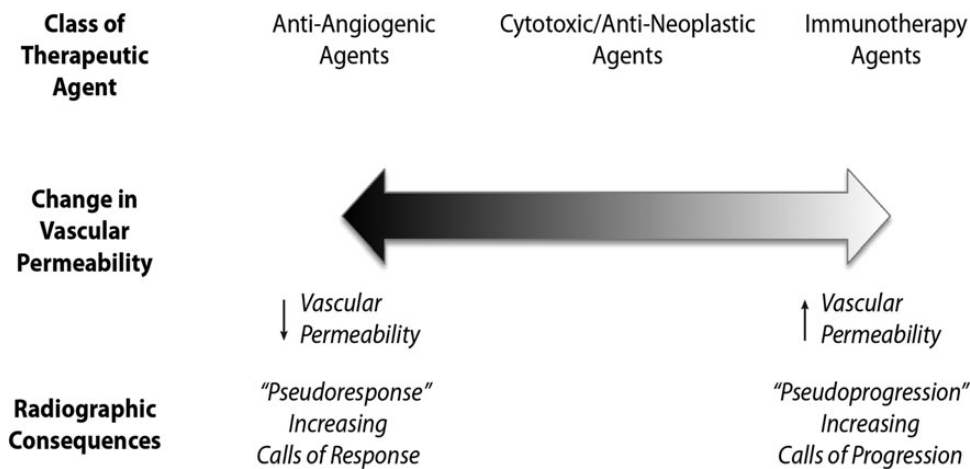 Class of
Therapeutic
Agent
Anti-Angiogenic
Agents
Cytotoxic/Anti-Neoplastic
Agents
Immunotherapy
Agents
Change in
Vascular
Permeability
↓ Vascular
Permeability
↑ Vascular
Permeability
Radiographic
Consequences
“Pseudoresponse”
Increasing
Calls of Response
“Pseudoprogression”
Increasing
Calls of Progression